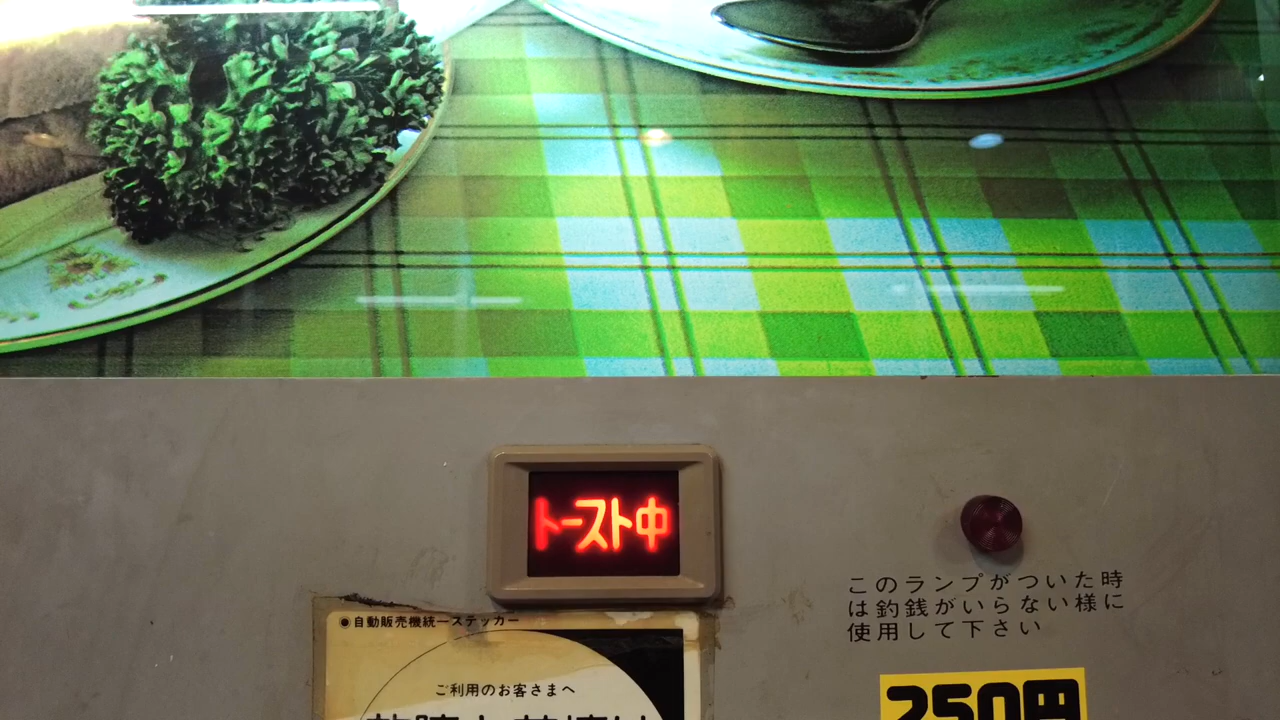 トースト中
このランプがついた時
は釣銭がいらない様に
使用して下さい
◉自動販売機統一ステッカー
ご利用のお客さまへ
250円